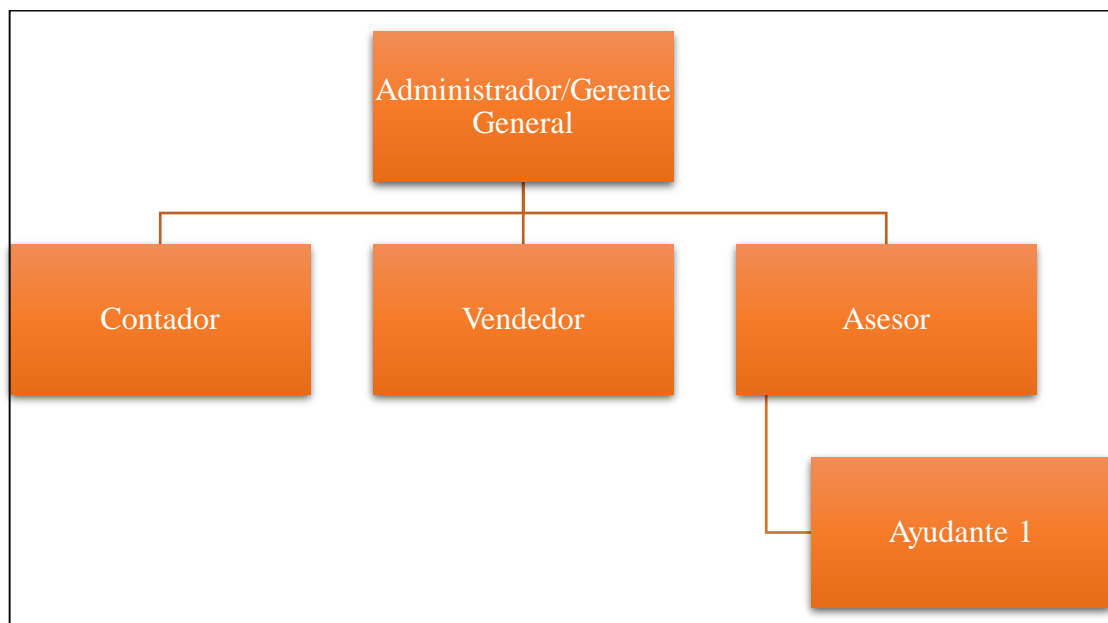 Administrador/Gerente
General
Contador
Vendedor
Asesor
Ayudante 1